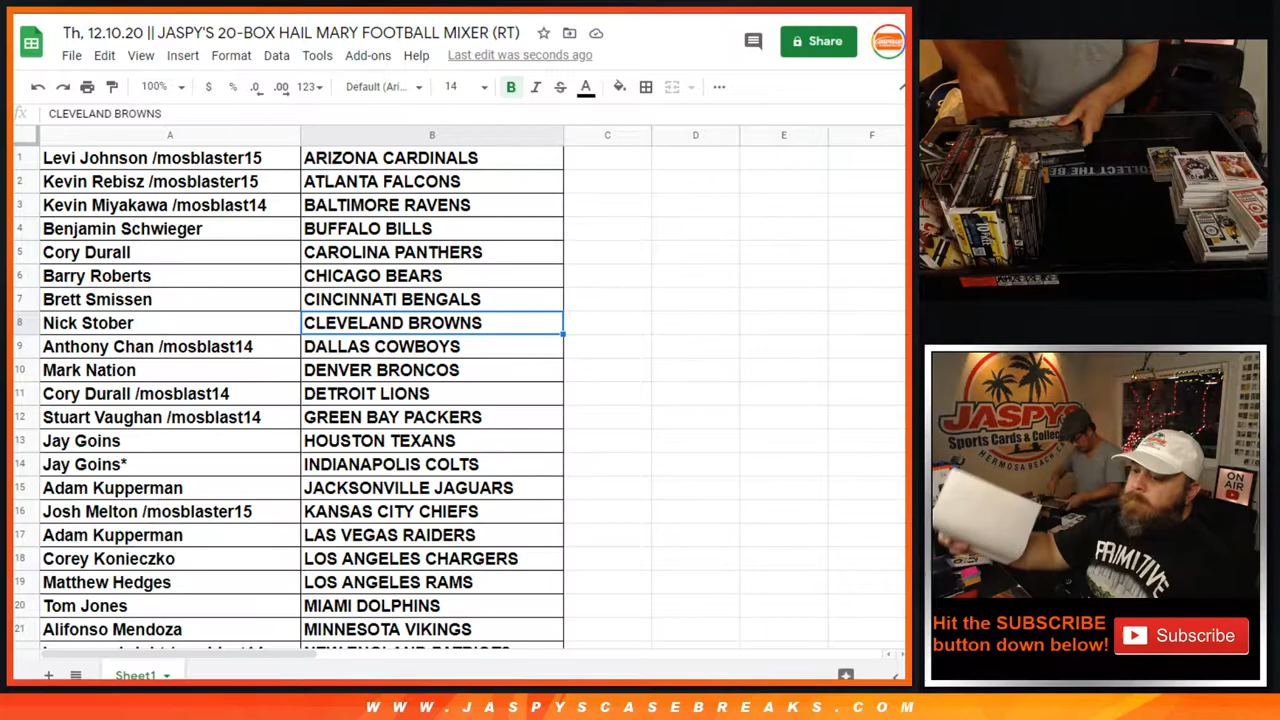 Th, 12.10.20 || JASPY'S 20-BOX HAIL MARY FOOTBALL MIXER (RT)
File Edit View Insert Format Data Tools Add-ons Help Last edit was seconds ago
Share
100% $ % .0 .00 123 Default (Ari... 14 B I S A
fx CLEVELAND BROWNS
A B C D E F
1 Levi Johnson /mosblaster15 ARIZONA CARDINALS
2 Kevin Rebisz /mosblaster15 ATLANTA FALCONS
3 Kevin Miyakawa /mosblast14 BALTIMORE RAVENS
4 Benjamin Schwieger BUFFALO BILLS
5 Cory Durall CAROLINA PANTHERS
6 Barry Roberts CHICAGO BEARS
7 Brett Smissen CINCINNATI BENGALS
8 Nick Stober CLEVELAND BROWNS
9 Anthony Chan /mosblast14 DALLAS COWBOYS
10 Mark Nation DENVER BRONCOS
11 Cory Durall /mosblast14 DETROIT LIONS
12 Stuart Vaughan /mosblast14 GREEN BAY PACKERS
13 Jay Goins HOUSTON TEXANS
14 Jay Goins* INDIANAPOLIS COLTS
15 Adam Kupperman JACKSONVILLE JAGUARS
16 Josh Melton /mosblaster15 KANSAS CITY CHIEFS
17 Adam Kupperman LAS VEGAS RAIDERS
18 Corey Konieczko LOS ANGELES CHARGERS
19 Matthew Hedges LOS ANGELES RAMS
20 Tom Jones MIAMI DOLPHINS
21 Alifonso Mendoza MINNESOTA VIKINGS
NEW ENGLAND PATRIOTS
Sheet1
COLLECT THE
JASPY'S
Sports Cards & Collect
HERMOSA BEACH, CA
ON
AIR
PRIMITIVE
Hit the SUBSCRIBE
button down below!
Subscribe
WWW.JASPYSCASEBREAKS.COM